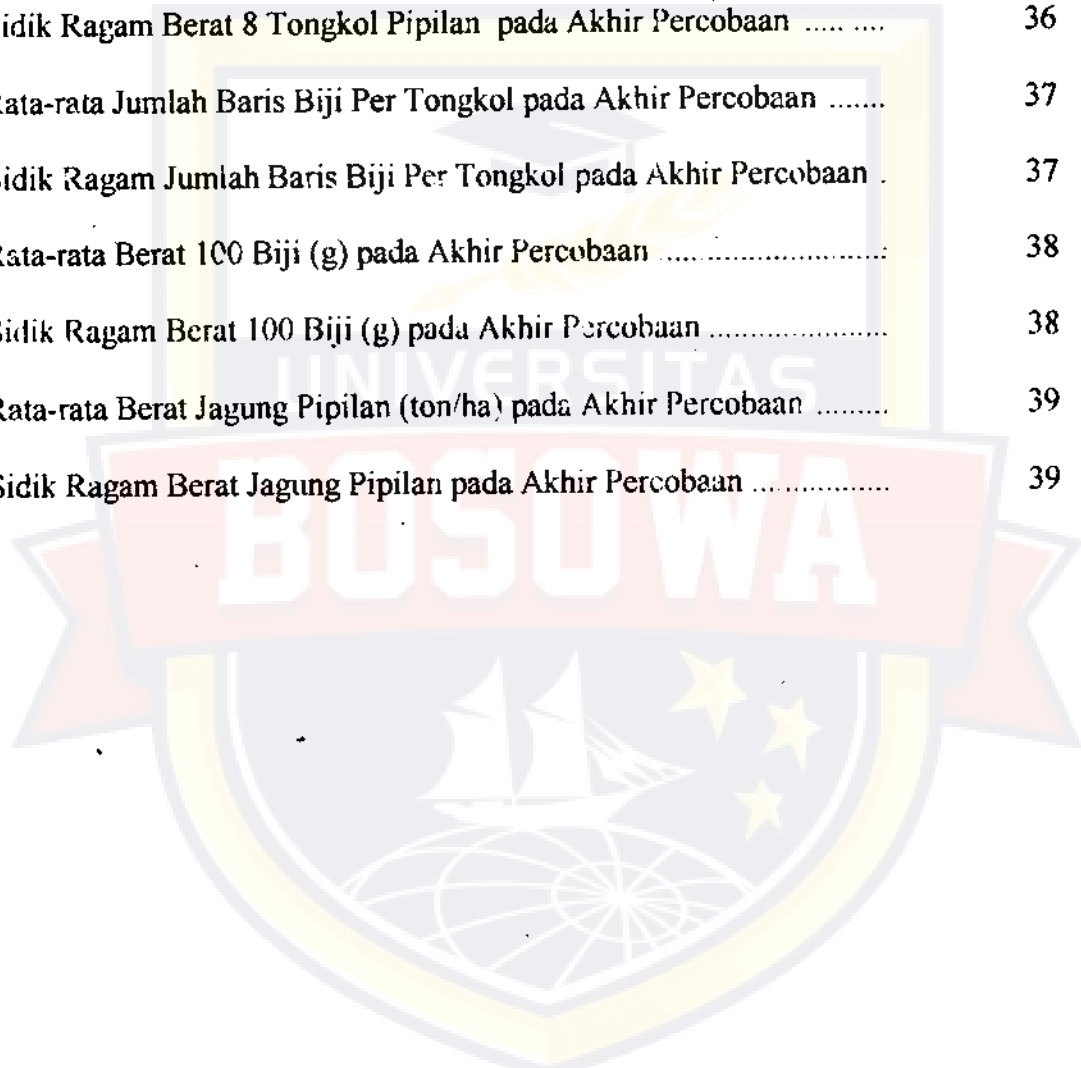 idik Ragam Berat 8 Tongkol Pipilan pada Akhir Percobaan ..... .... 36
ata-rata Jumlah Baris Biji Per Tongkol pada Akhir Percobaan ....... 37
idik Ragam Jumlah Baris Biji Per Tongkol pada Akhir Percobaan . 37
ata-rata Berat 100 Biji (g) pada Akhir Percobaan ............................ 38
Sidik Ragam Berat 100 Biji (g) pada Akhir Percobaan ..................... 38
Rata-rata Berat Jagung Pipilan (ton/ha) pada Akhir Percobaan ......... 39
Sidik Ragam Berat Jagung Pipilan pada Akhir Percobaan ................ 39
UNIVERSITAS
BOSOWA